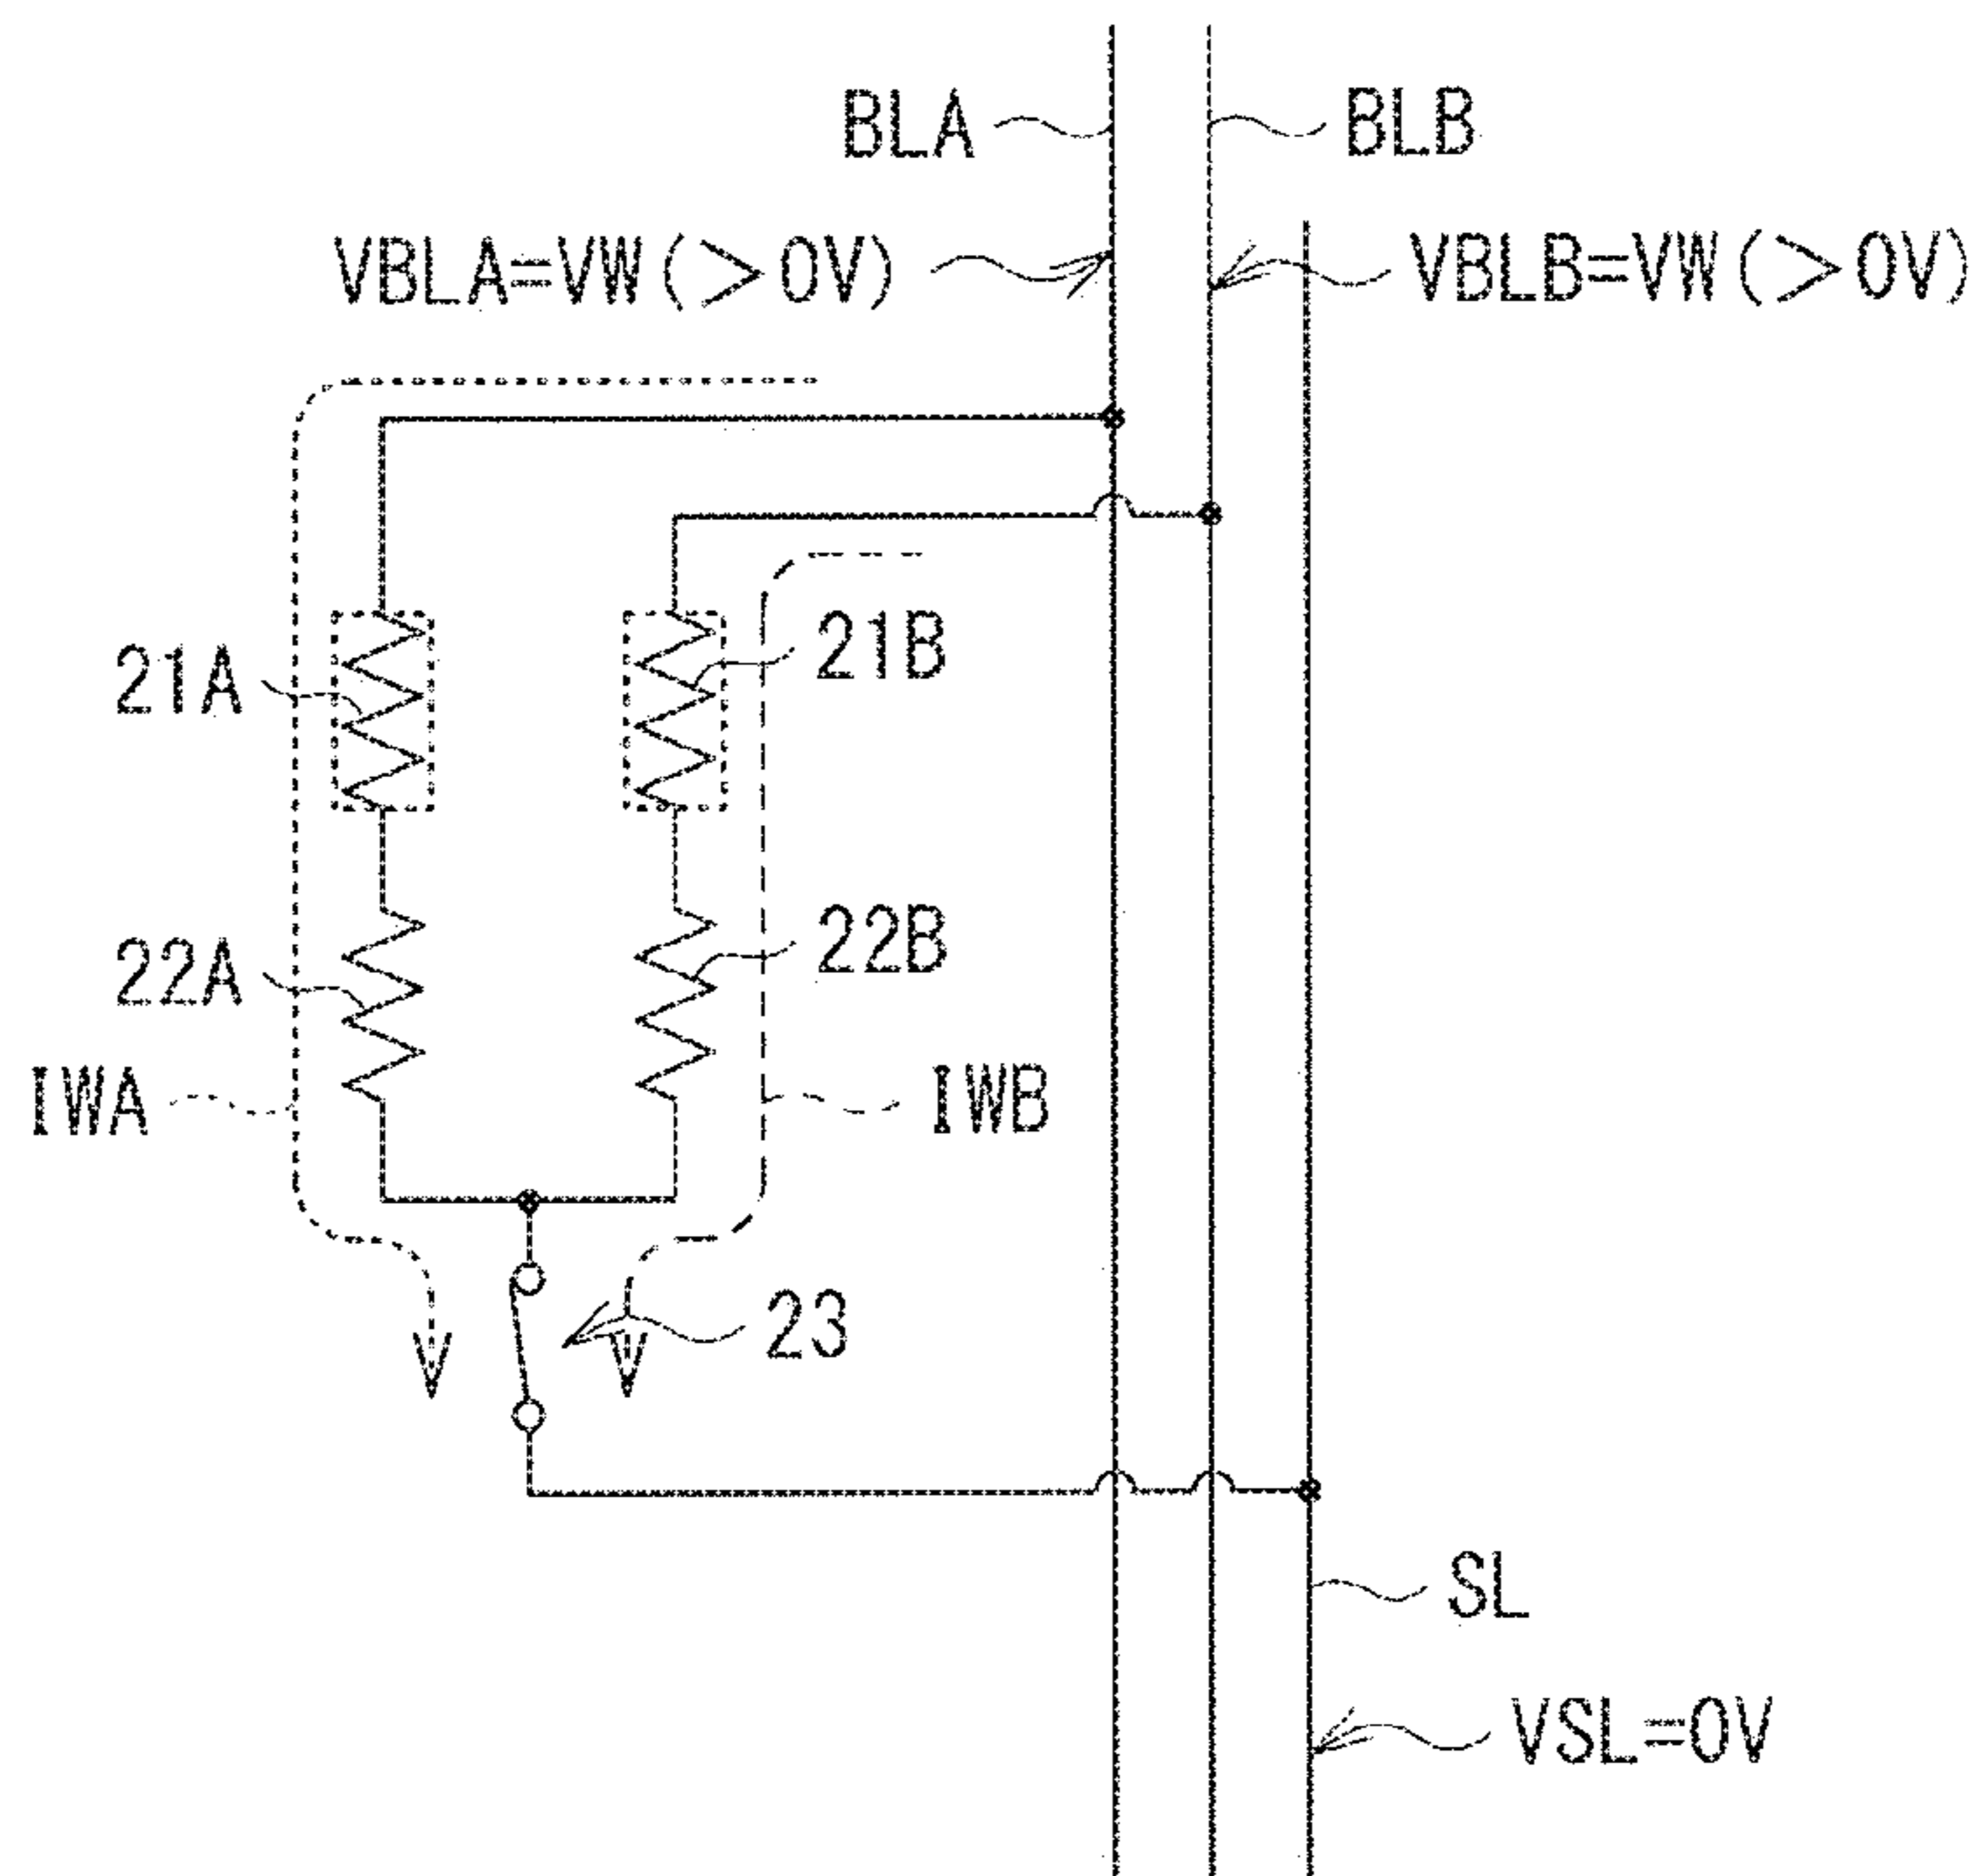 BLA
BLB
VBLA=VW(>0V)
VBLB=VW(>0V)
21A
21B
22A
22B
IWA
IWB
23
SL
VSL=0V